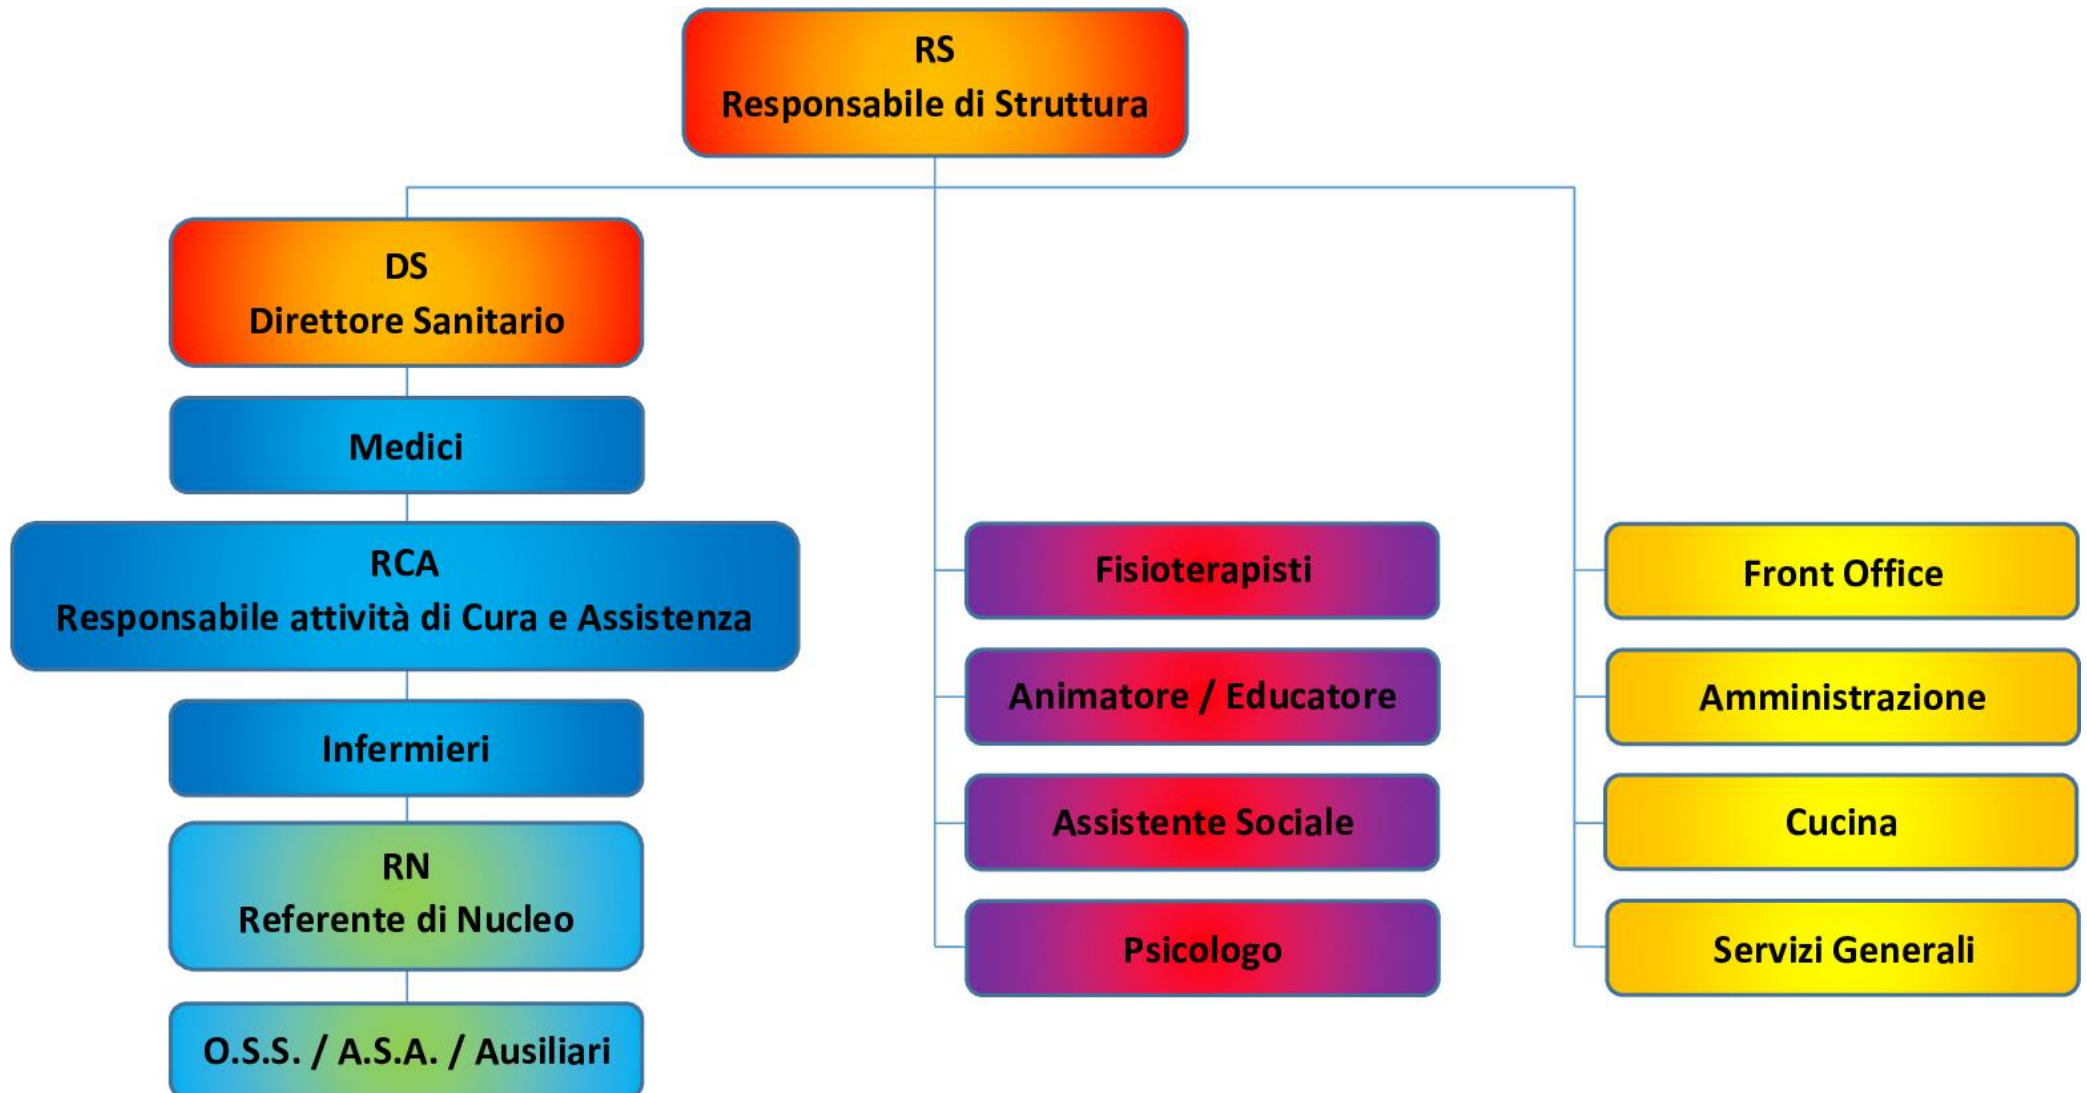 RS
Responsabile di Struttura
DS
Direttore Sanitario
Medici
RCA
Responsabile attività di Cura e Assistenza
Infermieri
RN
Referente di Nucleo
O.S.S. / A.S.A. / Ausiliari
Fisioterapisti
Animatore / Educatore
Assistente Sociale
Psicologo
Front Office
Amministrazione
Cucina
Servizi Generali